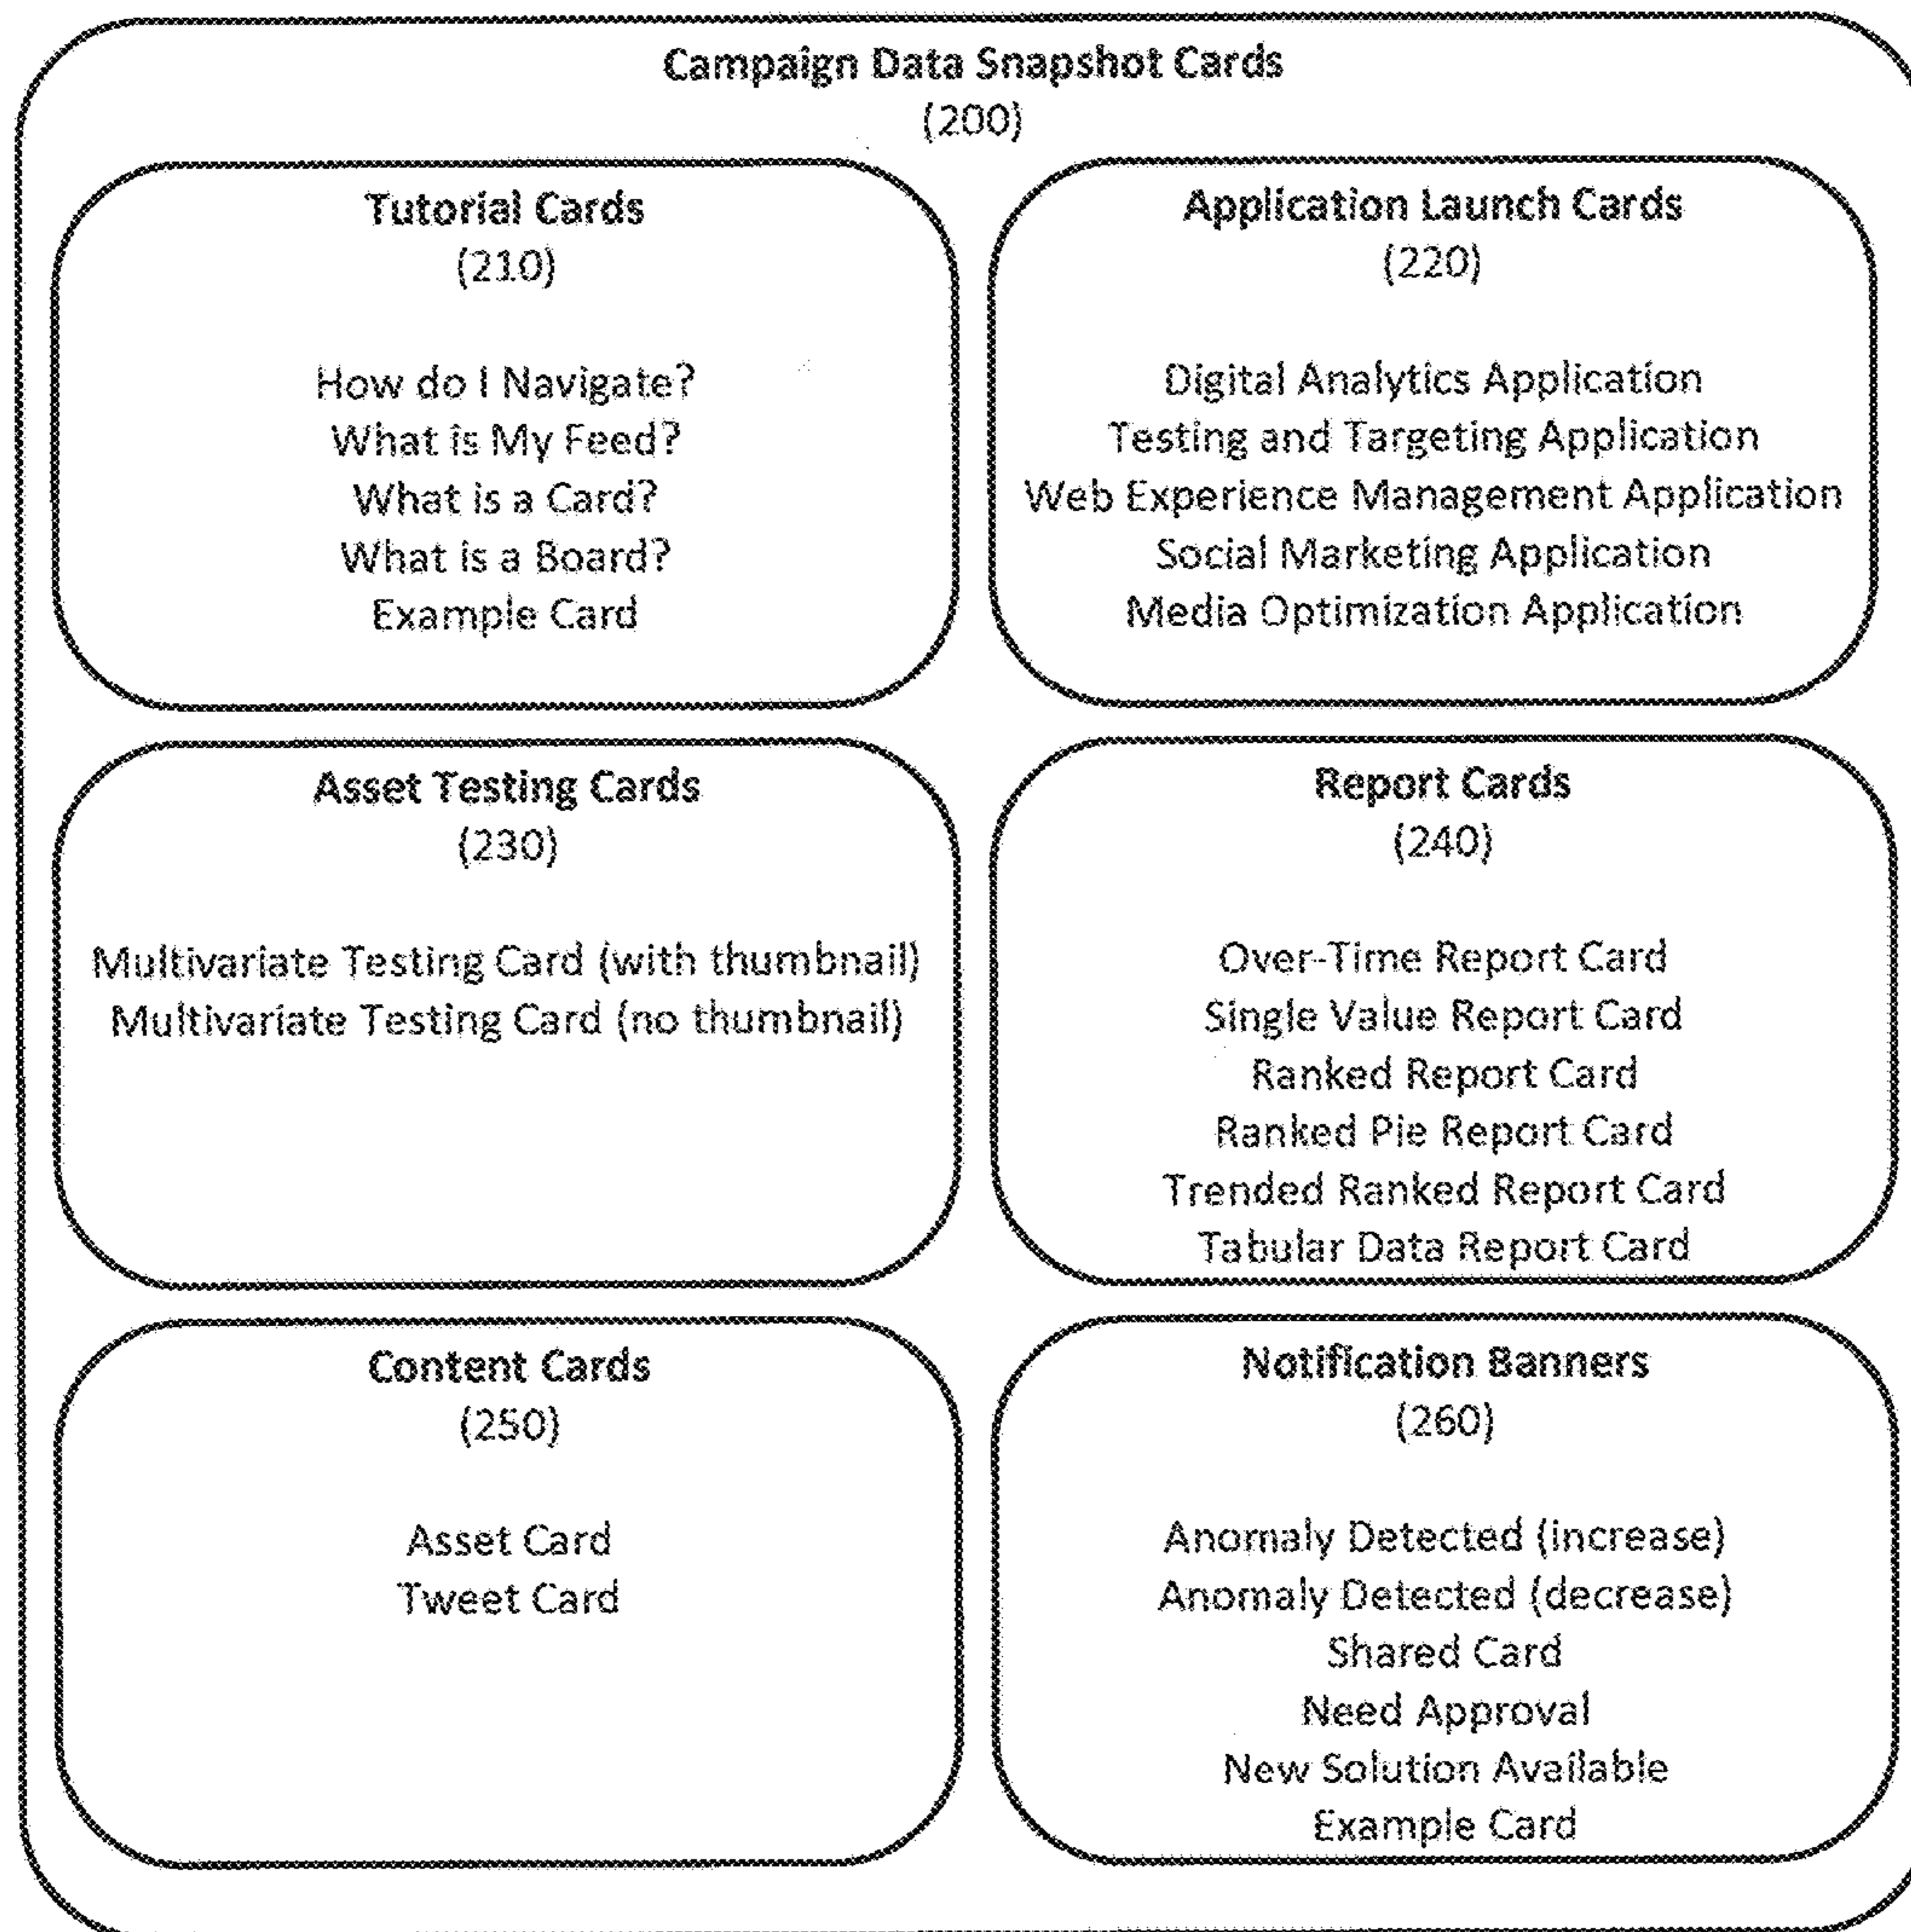 Campaign Data Snapshot Cards
(200)
Tutorial Cards
(210)
How do I Navigate?
What is My Feed?
What is a Card?
What is a Board?
Example Card
Application Launch Cards
(220)
Digital Analytics Application
Testing and Targeting Application
Web Experience Management Application
Social Marketing Application
Media Optimization Application
Asset Testing Cards
(230)
Multivariate Testing Card (with thumbnail)
Multivariate Testing Card (no thumbnail)
Report Cards
(240)
Over-Time Report Card
Single Value Report Card
Ranked Report Card
Ranked Pie Report Card
Trended Ranked Report Card
Tabular Data Report Card
Content Cards
(250)
Asset Card
Tweet Card
Notification Banners
(260)
Anomaly Detected (increase)
Anomaly Detected (decrease)
Shared Card
Need Approval
New Solution Available
Example Card